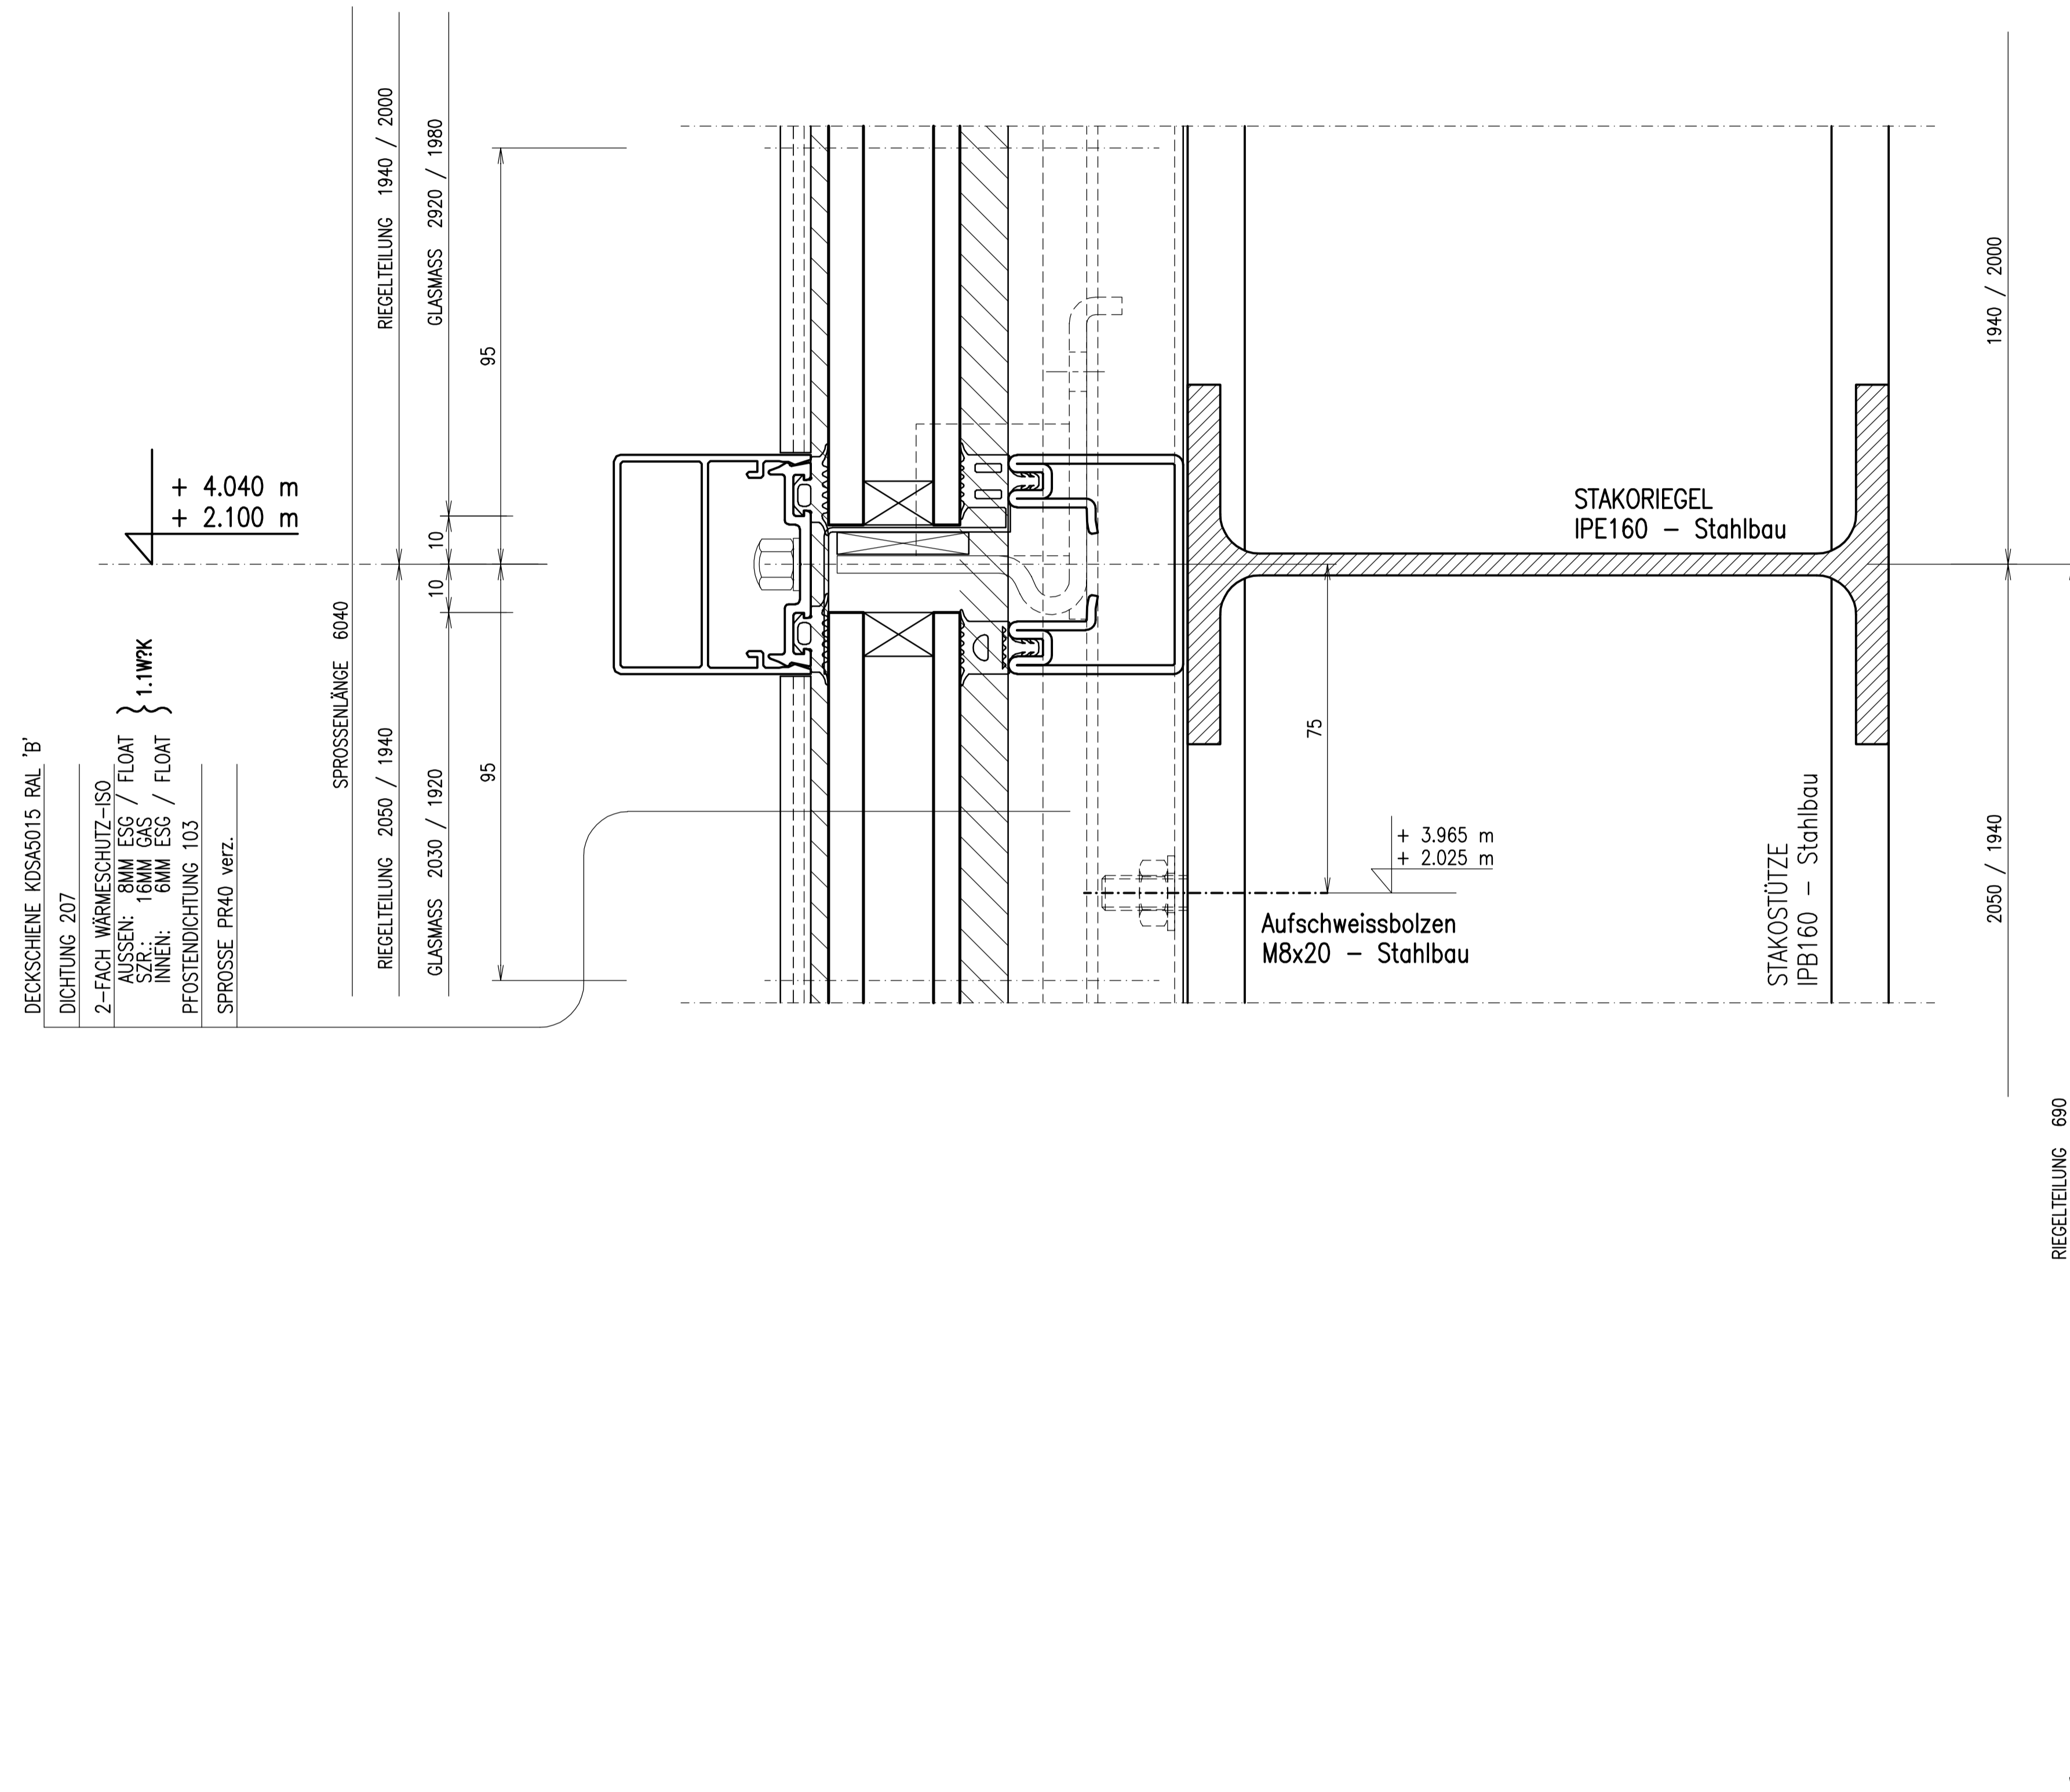 RIEGELTEILUNG 1940 / 2000
GLASMASS 2920 / 1980
95
1940 / 2000
+ 4.040 m
+ 2.100 m
10
10
STAKORIEGEL
IPE160 - Stahlbau
SPROSSENLÄNGE 6040
RIEGELTEILUNG 2050 / 1940
GLASMASS 2030 / 1920
95
75
+ 3.965 m
+ 2.025 m
Aufschweissbolzen
M8x20 - Stahlbau
STAKOSTÜTZE
IPB160 - Stahlbau
2050 / 1940
DECKSCHIENE KDSA5015 RAL 'B'
DICHTUNG 207
2-FACH WÄRMESCHUTZ-ISO
AUSSEN: 8MM ESG / FLOAT
SZR.: 16MM GAS
INNEN: 6MM ESG / FLOAT
} 1.1W?K
PFOSTENDICHTUNG 103
SPROSSE PR40 verz.
RIEGELTEILUNG 690